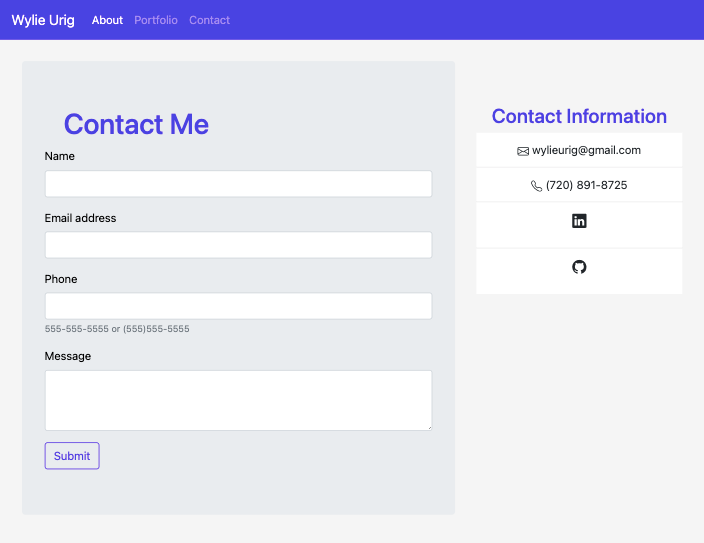 Wylie Urig About Portfolio Contact
Contact Me
Name
Email address
Phone
555-555-5555 or (555)555-5555
Message
Submit
Contact Information
wylieurig@gmail.com
(720) 891-8725
in